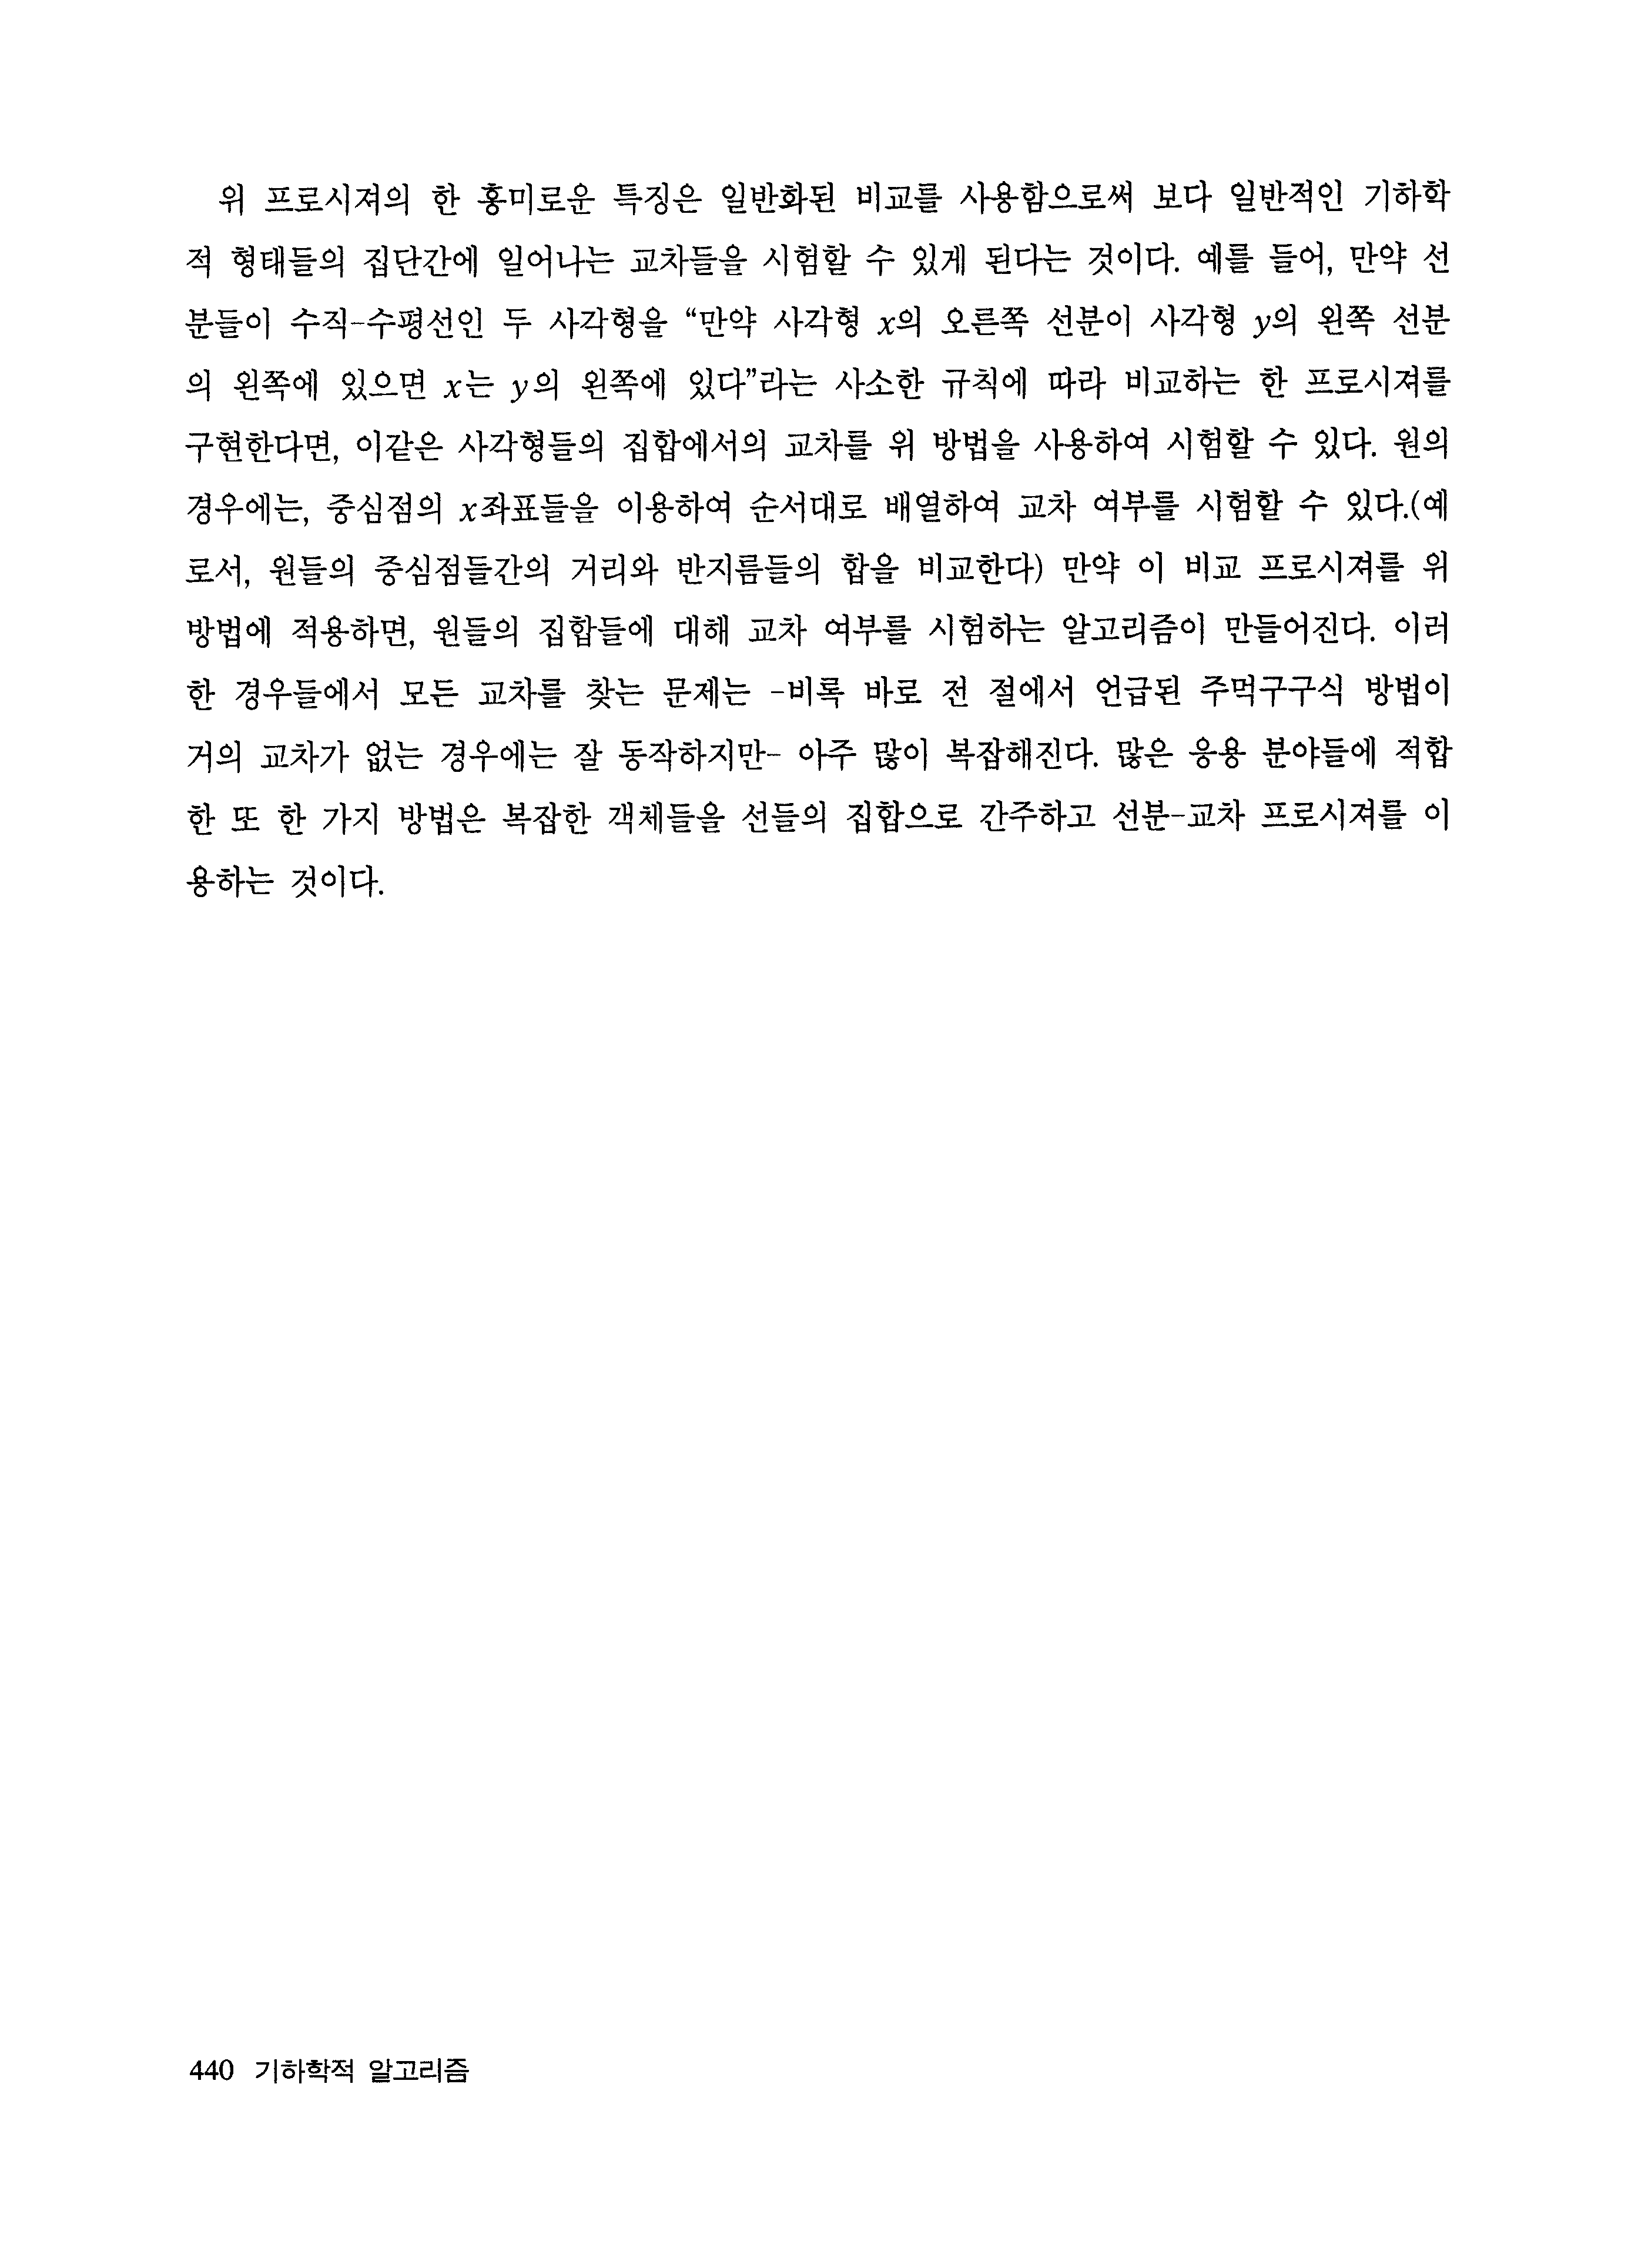 위 프로시져의 한 흥미로운 특징은 일반화된 비교를 사용함으로써 보다 일반적인 기하학
적 형태들의 집단간에 일어나는 교차들을 시험할 수 있게 된다는 것이다. 예를 들어, 만약 선
분들이 수직-수평선인 두 사각형을 “만약 사각형 x의 오른쪽 선분이 사각형 y의 왼쪽 선분
의 왼쪽에 있으면 x는 y의 왼쪽에 있다”라는 사소한 규칙에 따라 비교하는 한 프로시져를
구현한다면, 이같은 사각형들의 집합에서의 교차를 위 방법을 사용하여 시험할 수 있다. 원의
경우에는, 중심점의 x좌표들을 이용하여 순서대로 배열하여 교차 여부를 시험할 수 있다.(예
로서, 원들의 중심점들간의 거리와 반지름들의 합을 비교한다) 만약 이 비교 프로시져를 위
방법에 적용하면, 원들의 집합들에 대해 교차 여부를 시험하는 알고리즘이 만들어진다. 이러
한 경우들에서 모든 교차를 찾는 문제는 -비록 바로 전 절에서 언급된 주먹구구식 방법이
거의 교차가 없는 경우에는 잘 동작하지만- 아주 많이 복잡해진다. 많은 응용 분야들에 적합
한 또 한 가지 방법은 복잡한 객체들을 선들의 집합으로 간주하고 선분-교차 프로시져를 이
용하는 것이다.
440 기하학적 알고리즘